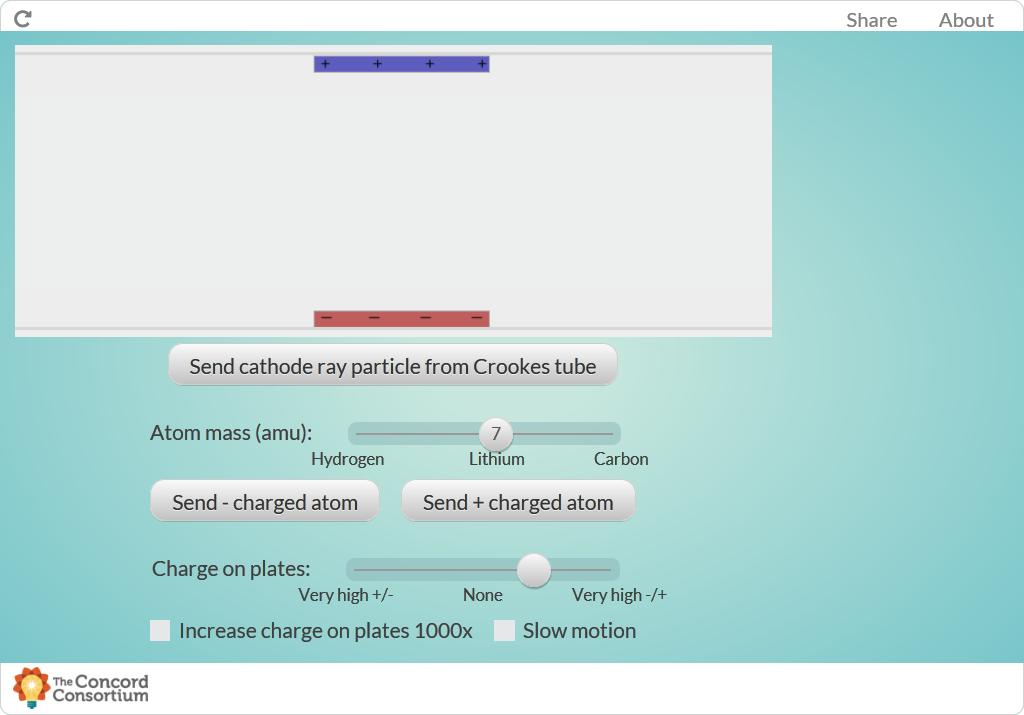 Share About
+ + + +
− − − −
Send cathode ray particle from Crookes tube
Atom mass (amu): 7
Hydrogen Lithium Carbon
Send - charged atom Send + charged atom
Charge on plates:
Very high +/- None Very high -/+
Increase charge on plates 1000x Slow motion
The Concord
Consortium